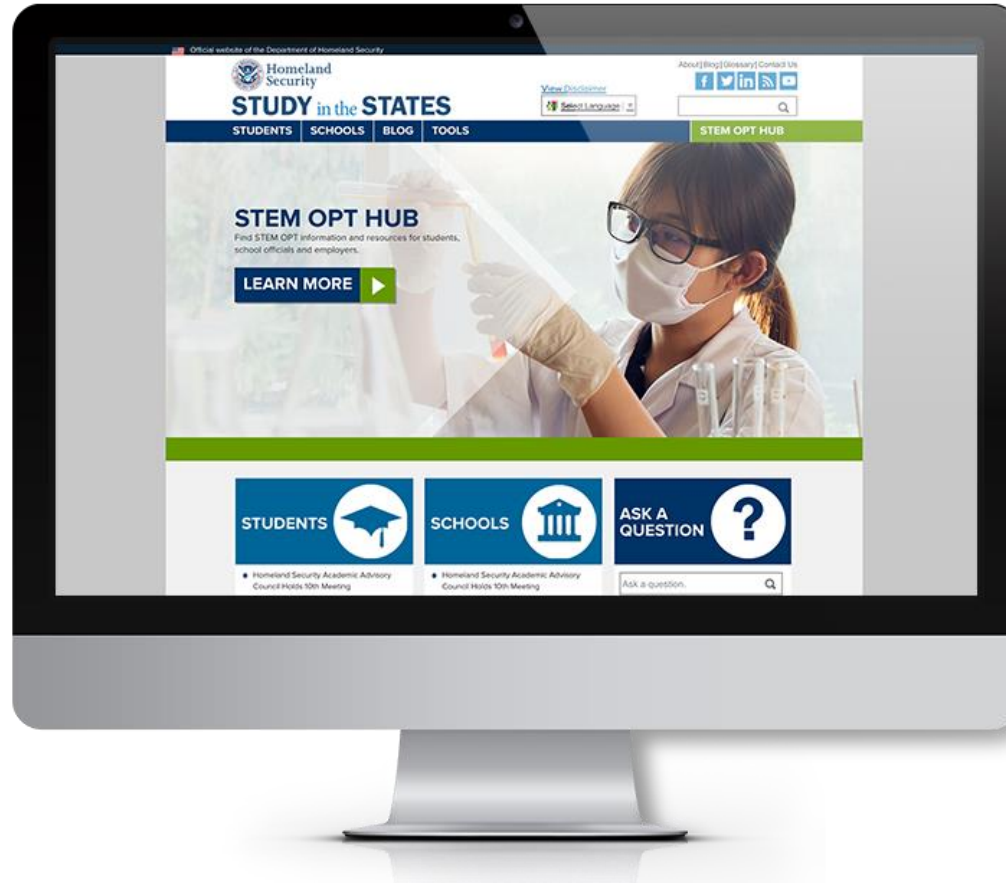 Official website of the Department of Homeland Security
Homeland
Security
STUDY in the STATES
View Disclaimer
Select Language
About|Blog|Glossary|Contact Us
STUDENTS SCHOOLS BLOG TOOLS STEM OPT HUB
STEM OPT HUB
Find STEM OPT information and resources for students,
school officials and employers.
LEARN MORE
STUDENTS
Homeland Security Academic Advisory
Council Holds 10th Meeting
SCHOOLS
Homeland Security Academic Advisory
Council Holds 10th Meeting
ASK A
QUESTION
?
Ask a question.